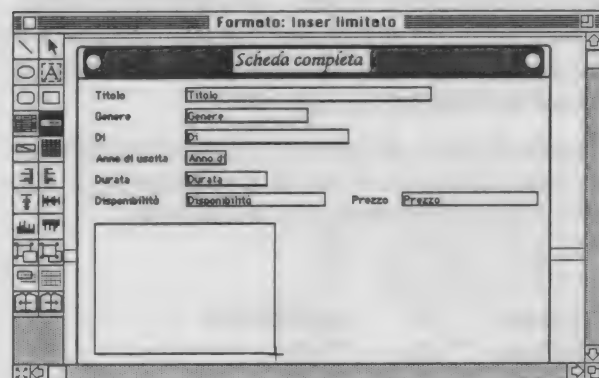 Formato: Inser limitato
A
Scheda completa
Titolo Titolo
Genere Genere
Di Di
Anno di uscita Anno di
Durata Durata
Disponibilità Disponibilità Prezzo Prezzo